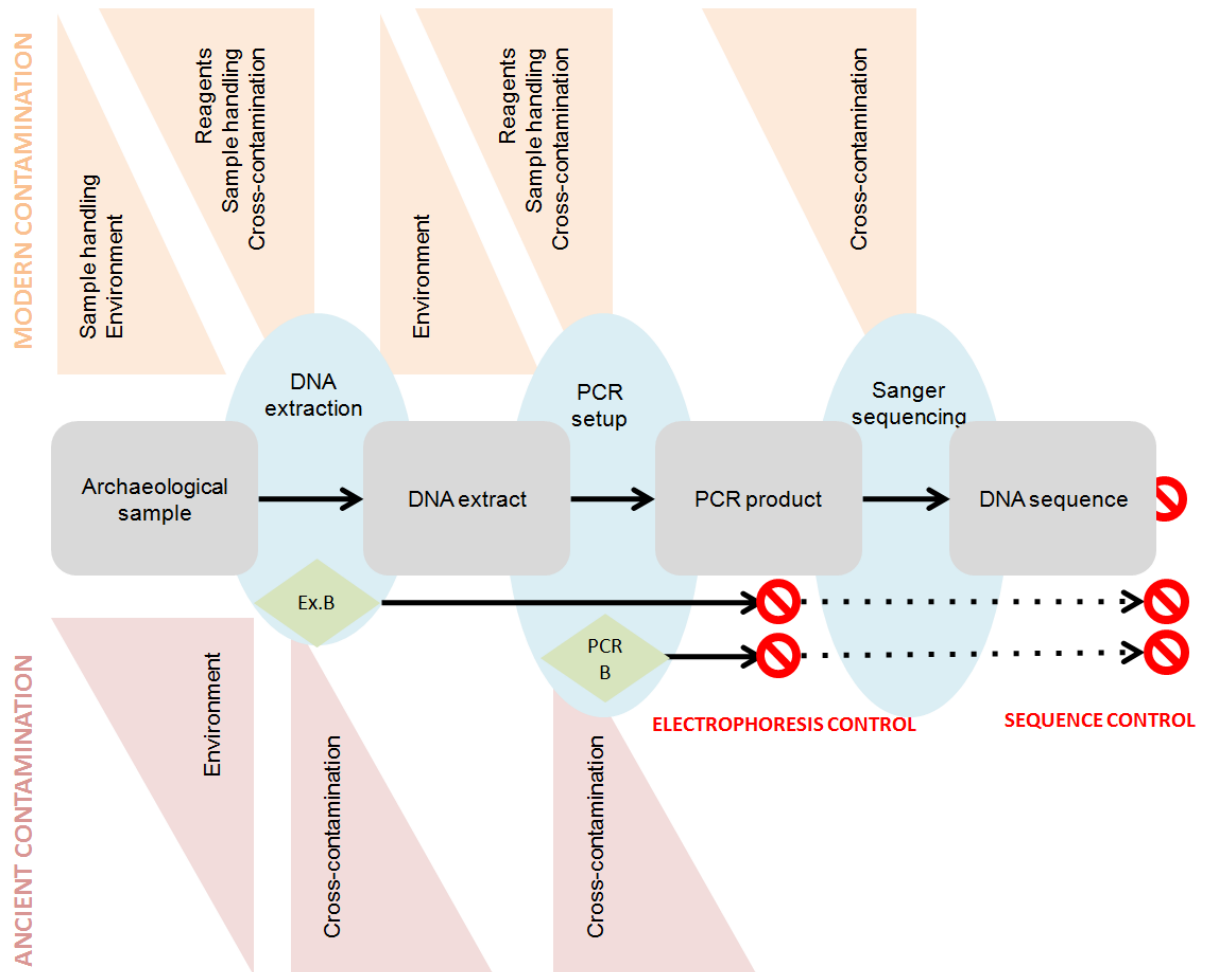 MODERN CONTAMINATION
Sample handling
Environment
Reagents
Sample handling
Cross-contamination
Environment
Reagents
Sample handling
Cross-contamination
Cross-contamination
DNA
extraction
PCR
setup
Sanger
sequencing
Archaeological
sample
DNA extract
PCR product
DNA sequence
Ex.B
PCR
B
ELECTROPHORESIS CONTROL
SEQUENCE CONTROL
ANCIENT CONTAMINATION
Environment
Cross-contamination
Cross-contamination